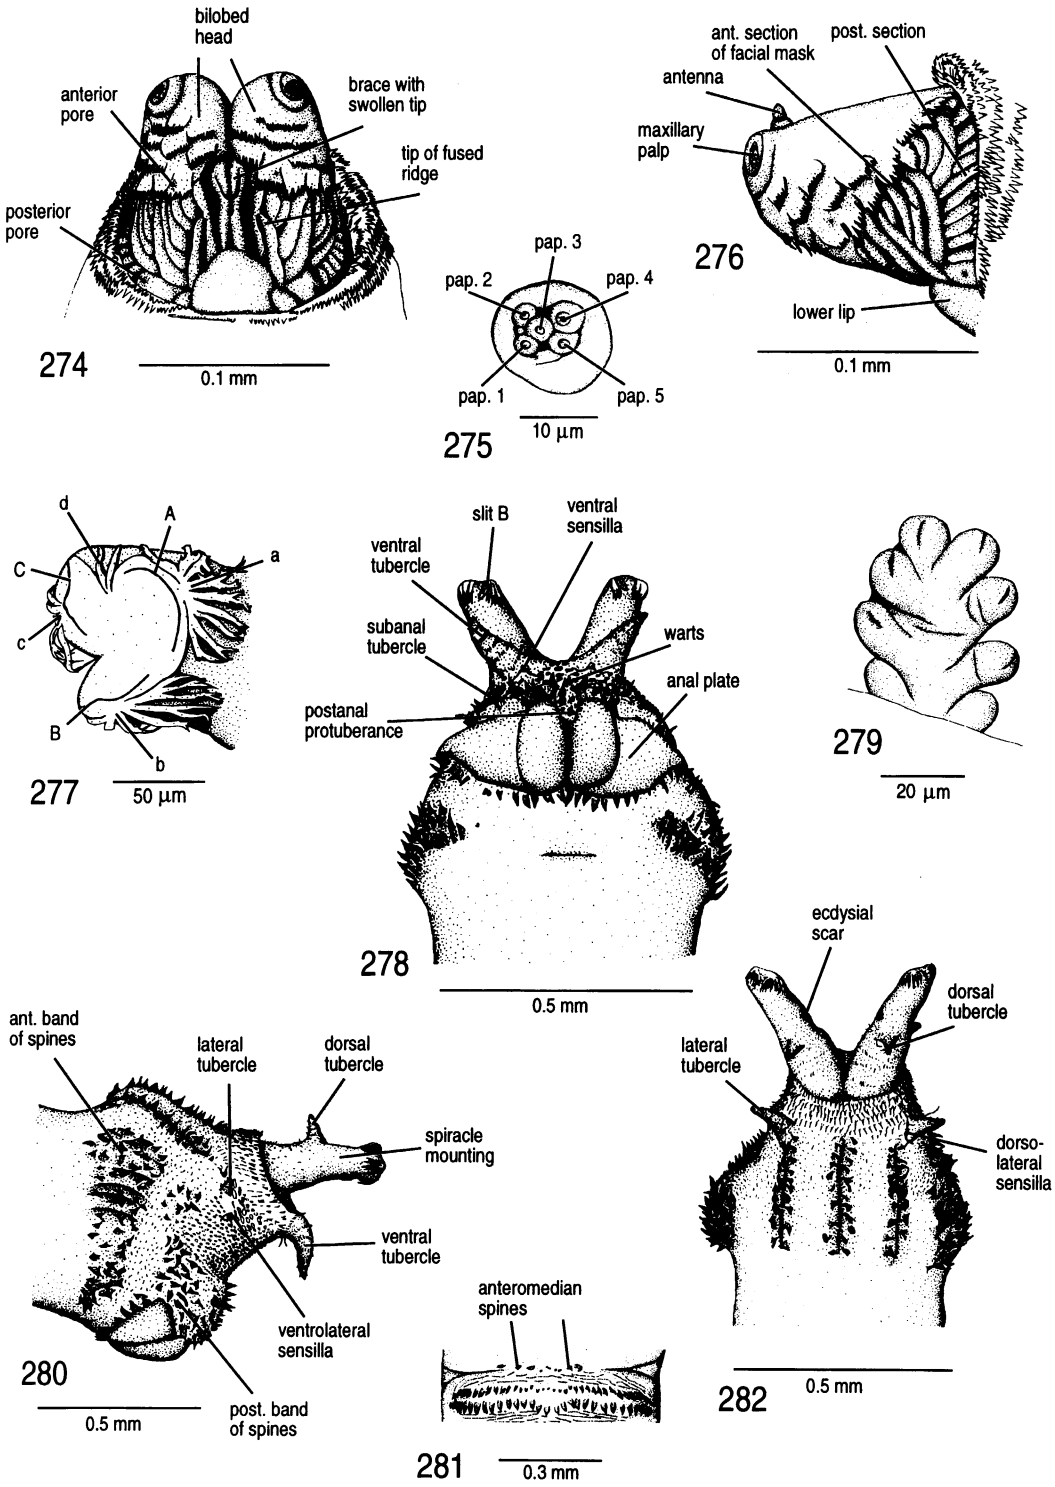 bilobed
head
anterior
pore
brace with
swollen tip
tip of fused
ridge
posterior
pore
274
0.1 mm
pap. 3
pap. 2
pap. 4
pap. 1
pap. 5
275
10 µm
ant. section
of facial mask
post. section
antenna
maxillary
palp
276
lower lip
0.1 mm
d
A
a
C
c
B
b
277
50 µm
slit B
ventral
sensilla
ventral
tubercle
subanal
tubercle
warts
anal plate
postanal
protuberance
278
0.5 mm
279
20 µm
ant. band
of spines
lateral
tubercle
dorsal
tubercle
spiracle
mounting
ventral
tubercle
ventrolateral
sensilla
post. band
of spines
280
0.5 mm
anteromedian
spines
281
0.3 mm
ecdysial
scar
dorsal
tubercle
lateral
tubercle
dorso-
lateral
sensilla
282
0.5 mm